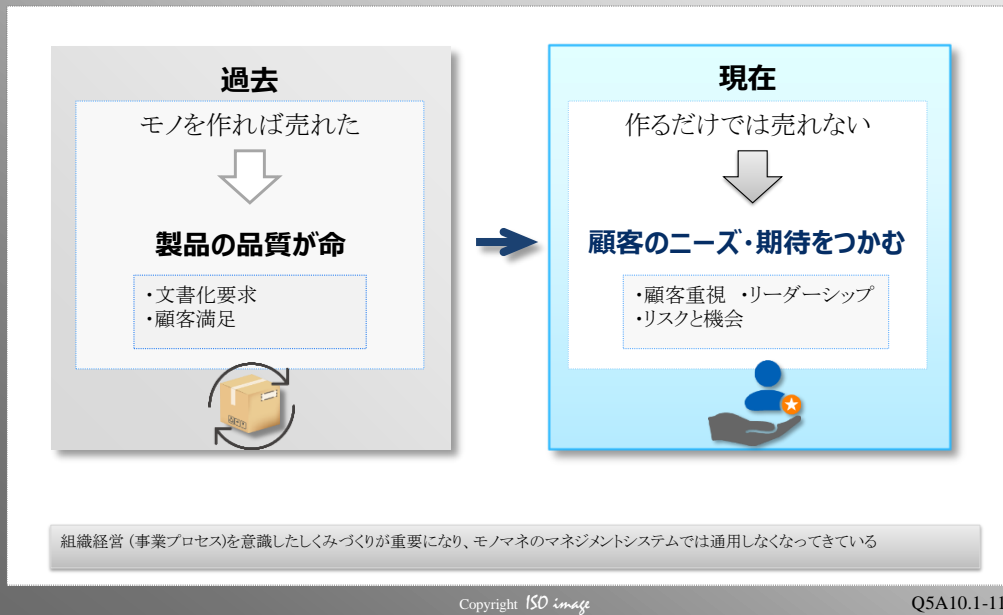 過去
モノを作れば売れた
製品の品質が命
・文書化要求
・顧客満足
現在
作るだけでは売れない
顧客のニーズ・期待をつかむ
・顧客重視 ・リーダーシップ
・リスクと機会
組織経営 (事業プロセス)を意識したしくみづくりが重要になり、モノマネのマネジメントシステムでは通用しなくなってきている
Copyright ISO image
Q5A10.1-11